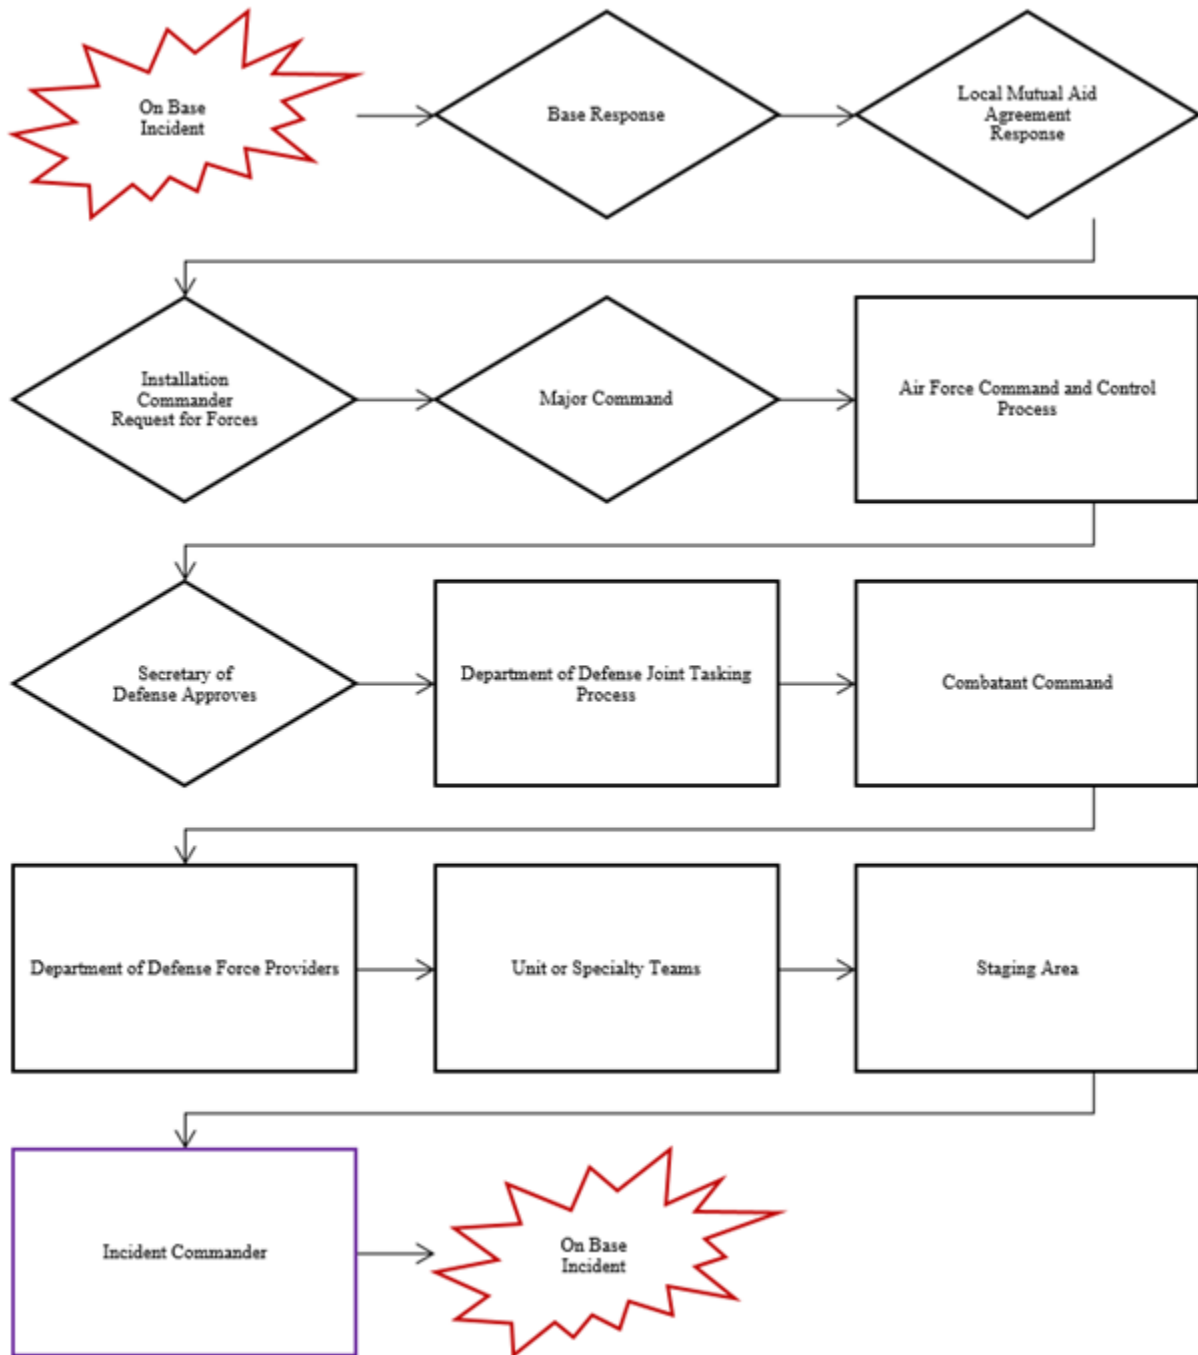 On Base
Incident
Base Response
Local Mutual Aid
Agreement
Response
Installation
Commander
Request for Forces
Major Command
Air Force Command and Control
Process
Secretary of
Defense Approves
Department of Defense Joint Tasking
Process
Combatant Command
Department of Defense Force Providers
Unit or Specialty Teams
Staging Area
Incident Commander
On Base
Incident